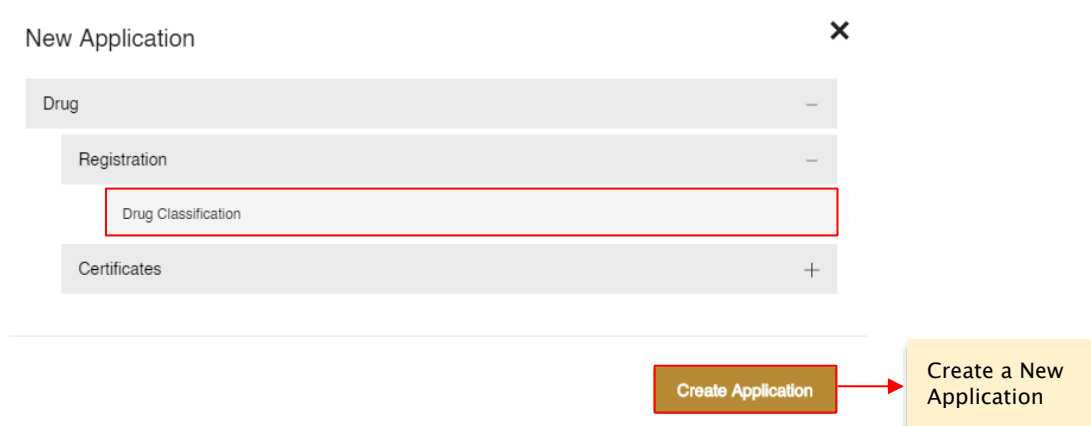 New Application
Drug
Registration
Drug Classification
Certificates
Create Application
Create a New
Application